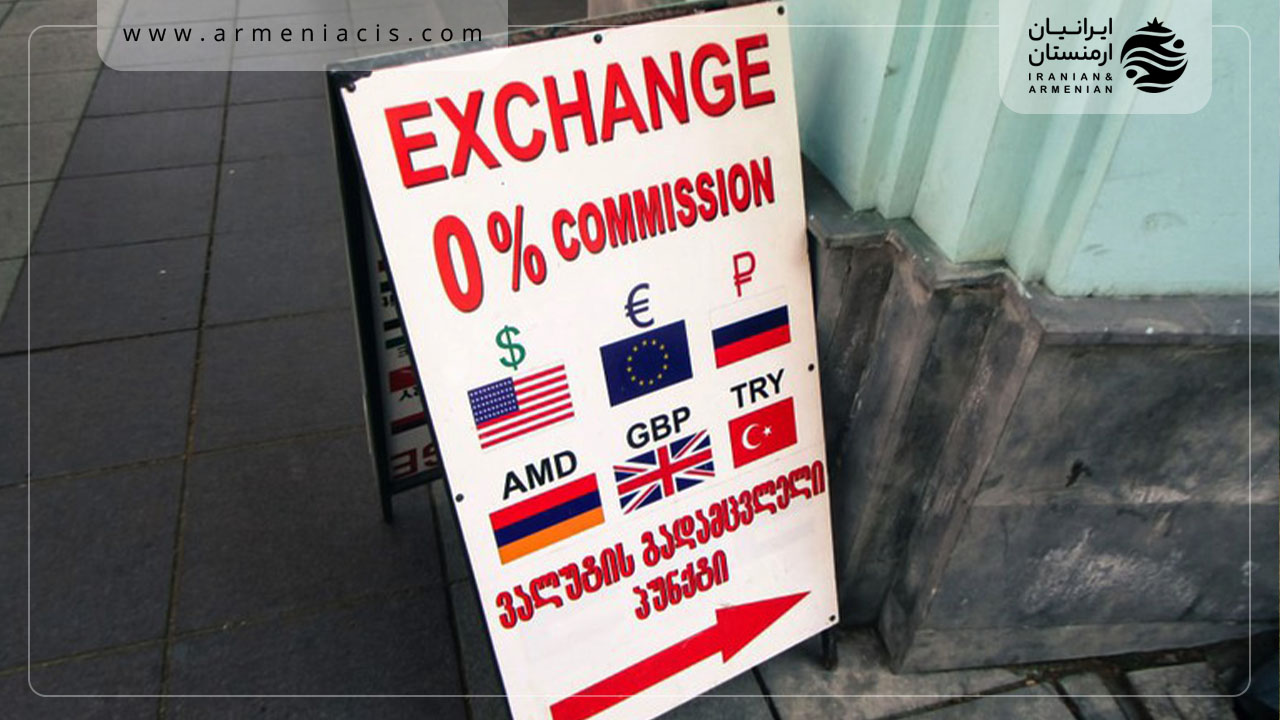 www.armeniacis.com
ایرانیان
ارمنستان
IRANIAN &
ARMENIAN
EXCHANGE
0% COMMISSION
$ € ₽
AMD GBP TRY
ვალუტის გადამცვლელი
პუნქტი